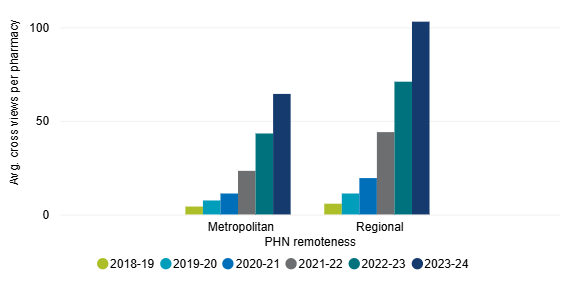 Avg. cross views per pharmacy
100
50
0
Metropolitan
Regional
PHN remoteness
2018-19 2019-20 2020-21 2021-22 2022-23 2023-24